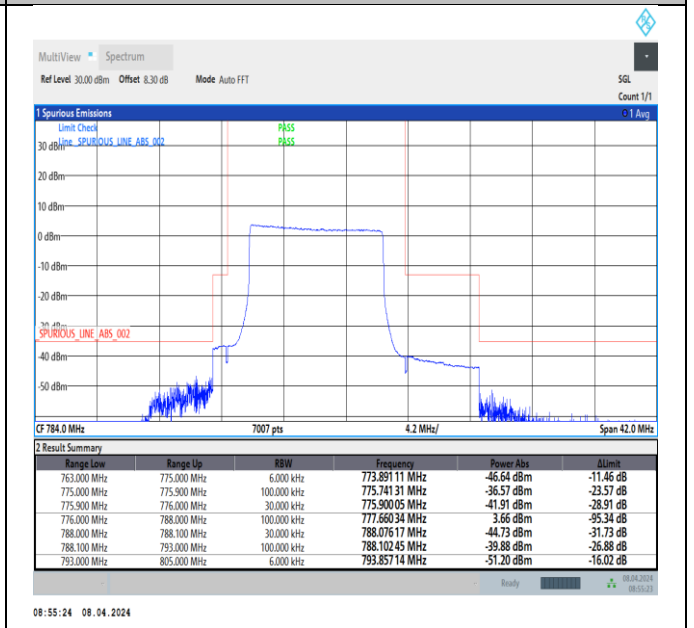 MultiView Spectrum
Ref Level 30.00 dBm Offset 8.30 dB Mode Auto FFT SGL
Count 1/1
1 Spurious Emissions 1 Avg
Limit Check PASS
Line _SPURIOUS_LINE_ABS_002 PASS
30 dBm
20 dBm
10 dBm
0 dBm
-10 dBm
-20 dBm
-30 dBm
_SPURIOUS_LINE_ABS_002
-40 dBm
-50 dBm
CF 784.0 MHz 7007 pts 4.2 MHz/ Span 42.0 MHz
2 Result Summary
Range Low Range Up RBW Frequency Power Abs ΔLimit
763.000 MHz 775.000 MHz 6.000 kHz 773.89111 MHz -46.64 dBm -11.46 dB
775.000 MHz 775.900 MHz 100.000 kHz 775.74131 MHz -36.57 dBm -23.57 dB
775.900 MHz 776.000 MHz 30.000 kHz 775.90005 MHz -41.91 dBm -28.91 dB
776.000 MHz 788.000 MHz 100.000 kHz 777.66034 MHz 3.66 dBm -95.34 dB
788.000 MHz 788.100 MHz 30.000 kHz 788.07617 MHz -44.73 dBm -31.73 dB
788.100 MHz 793.000 MHz 100.000 kHz 788.10245 MHz -39.88 dBm -26.88 dB
793.000 MHz 805.000 MHz 6.000 kHz 793.85714 MHz -51.20 dBm -16.02 dB
Ready 08.04.2024
08:55:23
08:55:24 08.04.2024